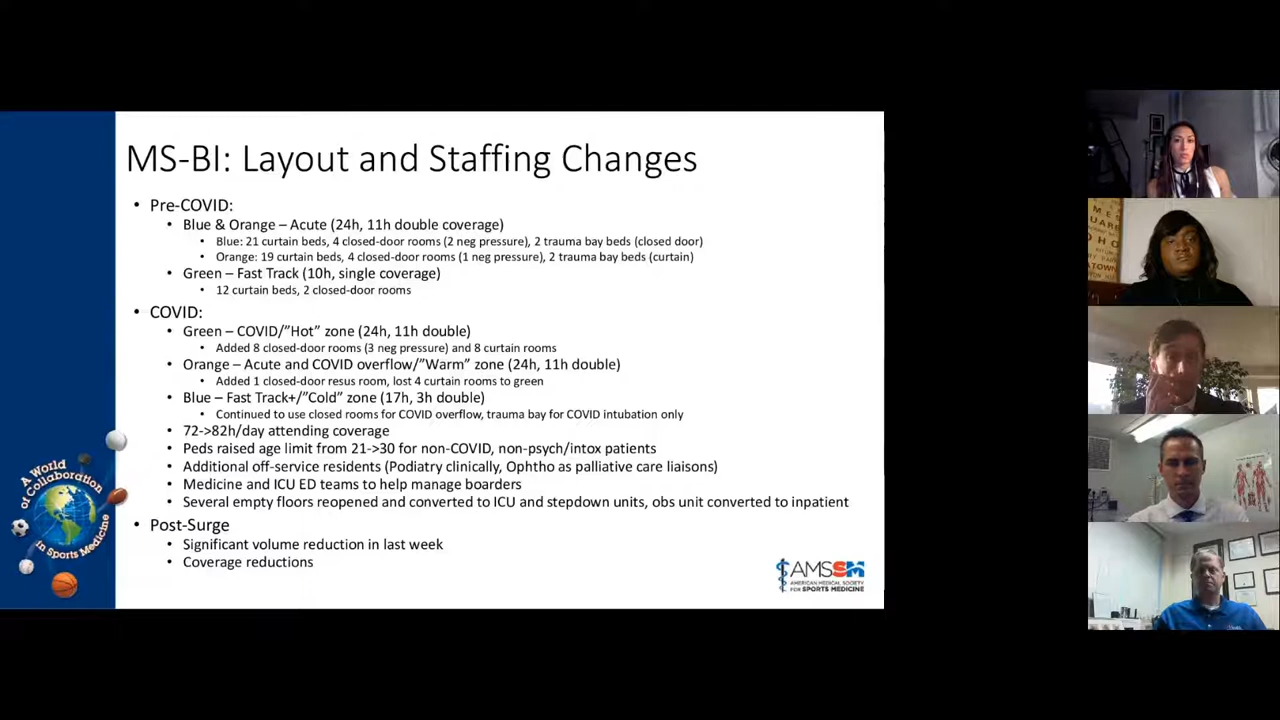 MS-BI: Layout and Staffing Changes
• Pre-COVID:
• Blue & Orange – Acute (24h, 11h double coverage)
• Blue: 21 curtain beds, 4 closed-door rooms (2 neg pressure), 2 trauma bay beds (closed door)
• Orange: 19 curtain beds, 4 closed-door rooms (1 neg pressure), 2 trauma bay beds (curtain)
• Green – Fast Track (10h, single coverage)
• 12 curtain beds, 2 closed-door rooms
• COVID:
• Green – COVID/”Hot” zone (24h, 11h double)
• Added 8 closed-door rooms (3 neg pressure) and 8 curtain rooms
• Orange – Acute and COVID overflow/”Warm” zone (24h, 11h double)
• Added 1 closed-door resus room, lost 4 curtain rooms to green
• Blue – Fast Track+/”Cold” zone (17h, 3h double)
• Continued to use closed rooms for COVID overflow, trauma bay for COVID intubation only
• 72->82h/day attending coverage
• Peds raised age limit from 21->30 for non-COVID, non-psych/intox patients
• Additional off-service residents (Podiatry clinically, Ophtho as palliative care liaisons)
• Medicine and ICU ED teams to help manage boarders
• Several empty floors reopened and converted to ICU and stepdown units, obs unit converted to inpatient
• Post-Surge
• Significant volume reduction in last week
• Coverage reductions
A World
of Collaboration
in Sports Medicine
AMSSM
AMERICAN MEDICAL SOCIETY
FOR SPORTS MEDICINE